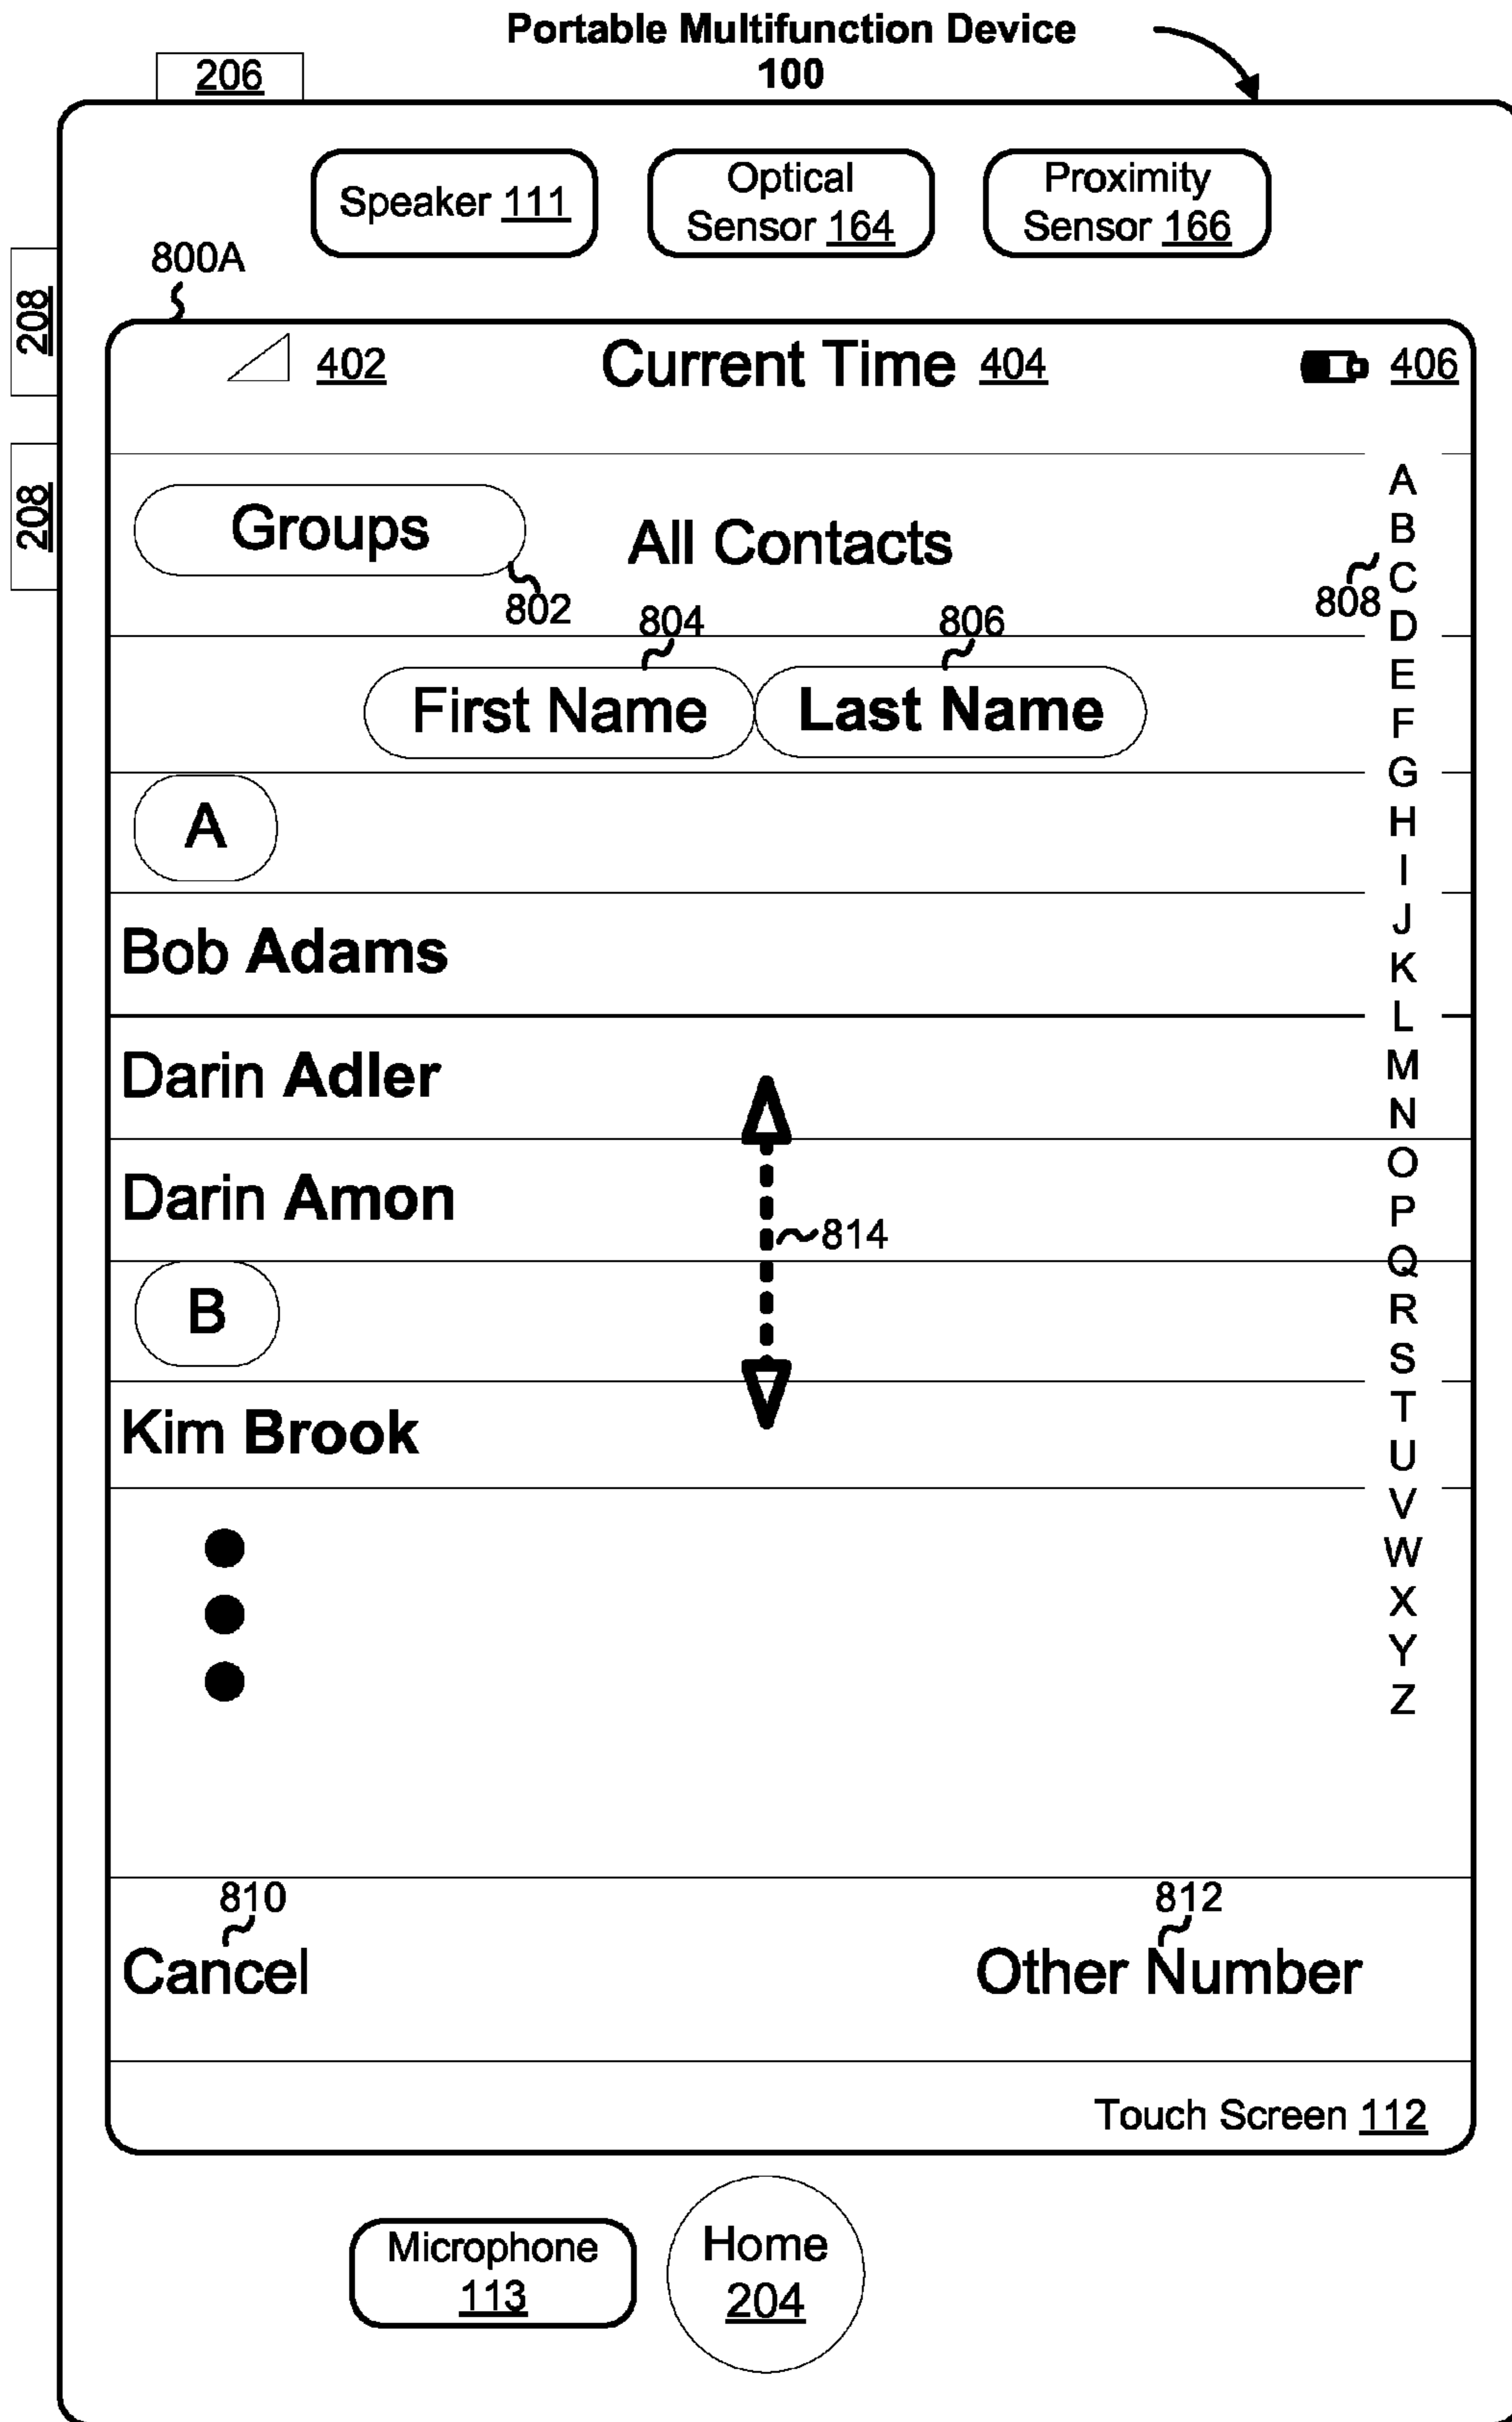 Portable Multifunction Device
100
206
Speaker 111
Optical
Sensor 164
Proximity
Sensor 166
800A
208
208
402
Current Time 404
406
Groups
All Contacts
802
804
806
808
First Name
Last Name
A
Bob Adams
Darin Adler
Darin Amon
814
B
Kim Brook
A
B
C
D
E
F
G
H
I
J
K
L
M
N
O
P
Q
R
S
T
U
V
W
X
Y
Z
810
812
Cancel
Other Number
Touch Screen 112
Microphone
113
Home
204